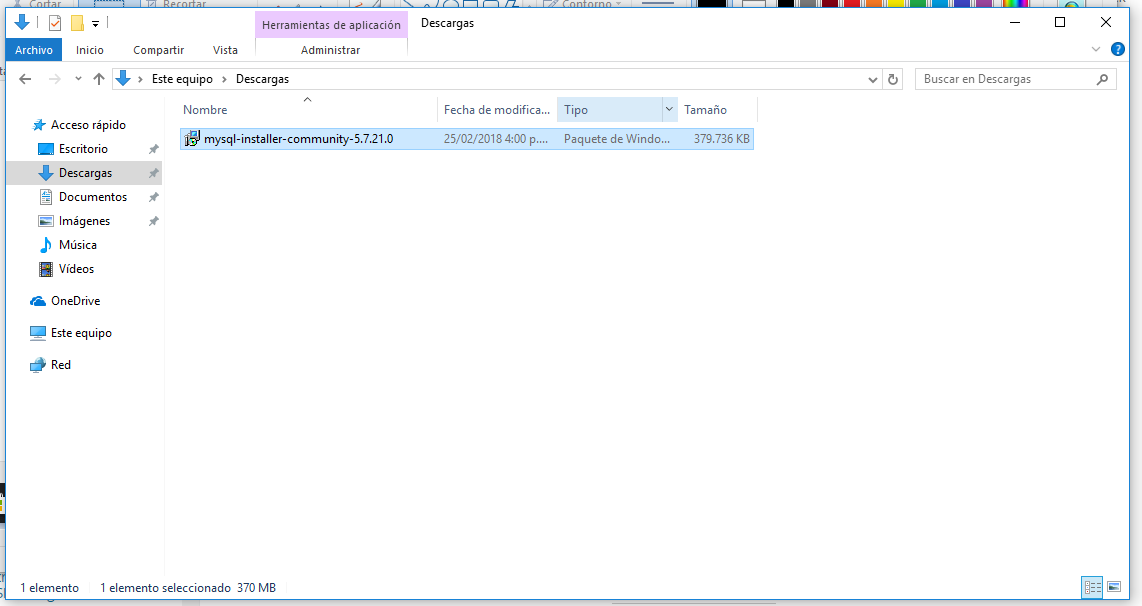 Cortar Recortar Contorno
Herramientas de aplicación Descargas
Archivo Inicio Compartir Vista Administrar
Este equipo Descargas Buscar en Descargas
Nombre Fecha de modifica... Tipo Tamaño
Acceso rápido
mysql-installer-community-5.7.21.0 25/02/2018 4:00 p.... Paquete de Windo... 379.736 KB
Escritorio
Descargas
Documentos
Imágenes
Música
Vídeos
OneDrive
Este equipo
Red
1 elemento 1 elemento seleccionado 370 MB